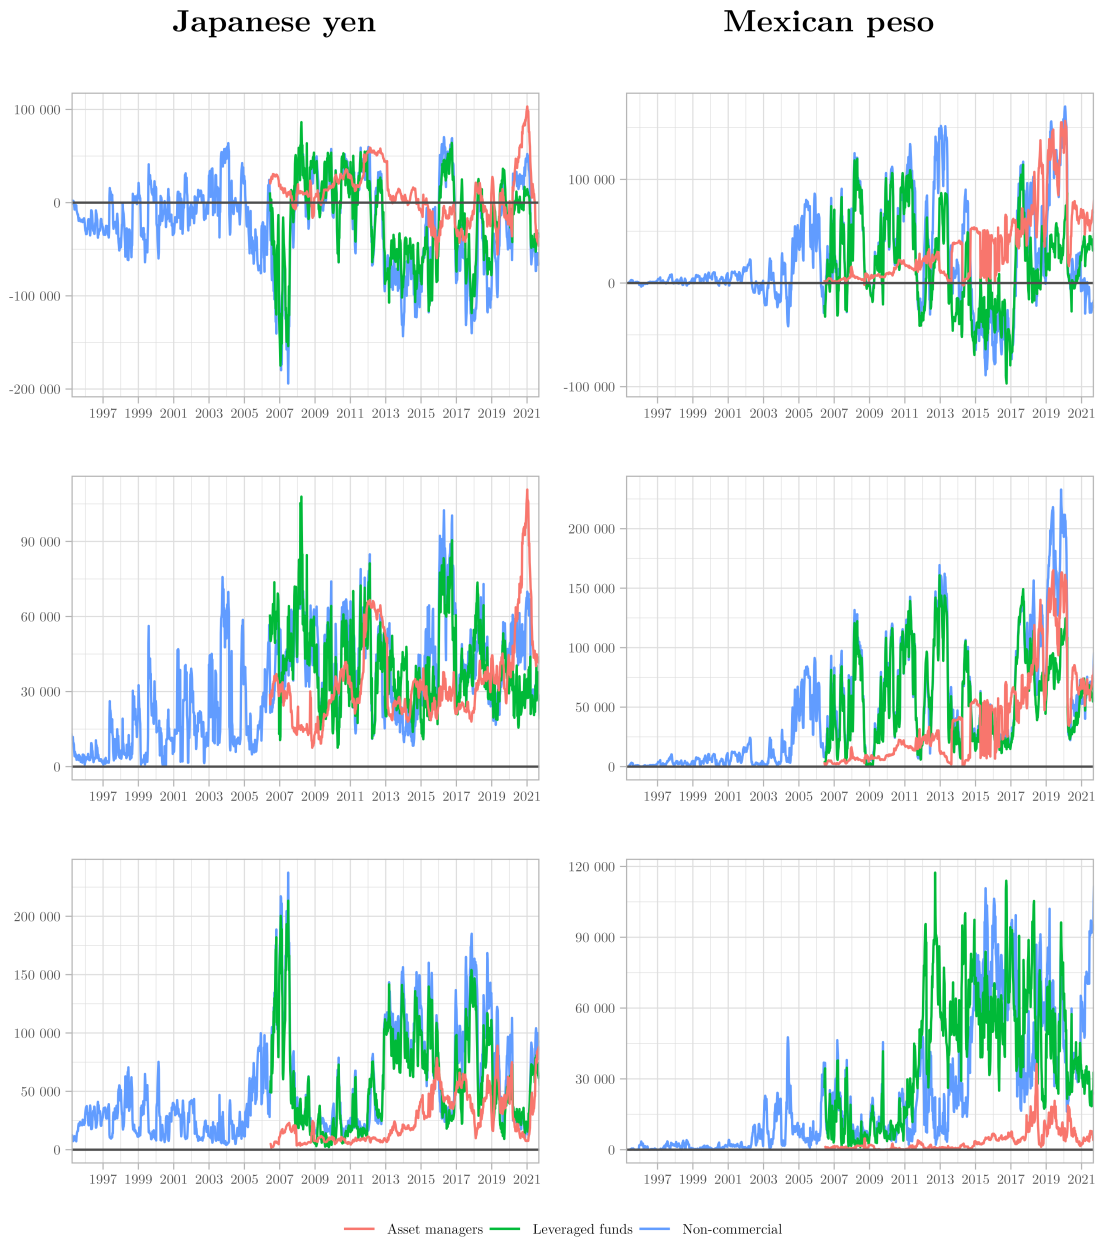 Japanese yen
Mexican peso
100 000
0
-100 000
-200 000
1997 1999 2001 2003 2005 2007 2009 2011 2013 2015 2017 2019 2021
100 000
0
-100 000
1997 1999 2001 2003 2005 2007 2009 2011 2013 2015 2017 2019 2021
90 000
60 000
30 000
0
1997 1999 2001 2003 2005 2007 2009 2011 2013 2015 2017 2019 2021
200 000
150 000
100 000
50 000
0
1997 1999 2001 2003 2005 2007 2009 2011 2013 2015 2017 2019 2021
200 000
150 000
100 000
50 000
0
1997 1999 2001 2003 2005 2007 2009 2011 2013 2015 2017 2019 2021
120 000
90 000
60 000
30 000
0
1997 1999 2001 2003 2005 2007 2009 2011 2013 2015 2017 2019 2021
Asset managers Leveraged funds Non-commercial